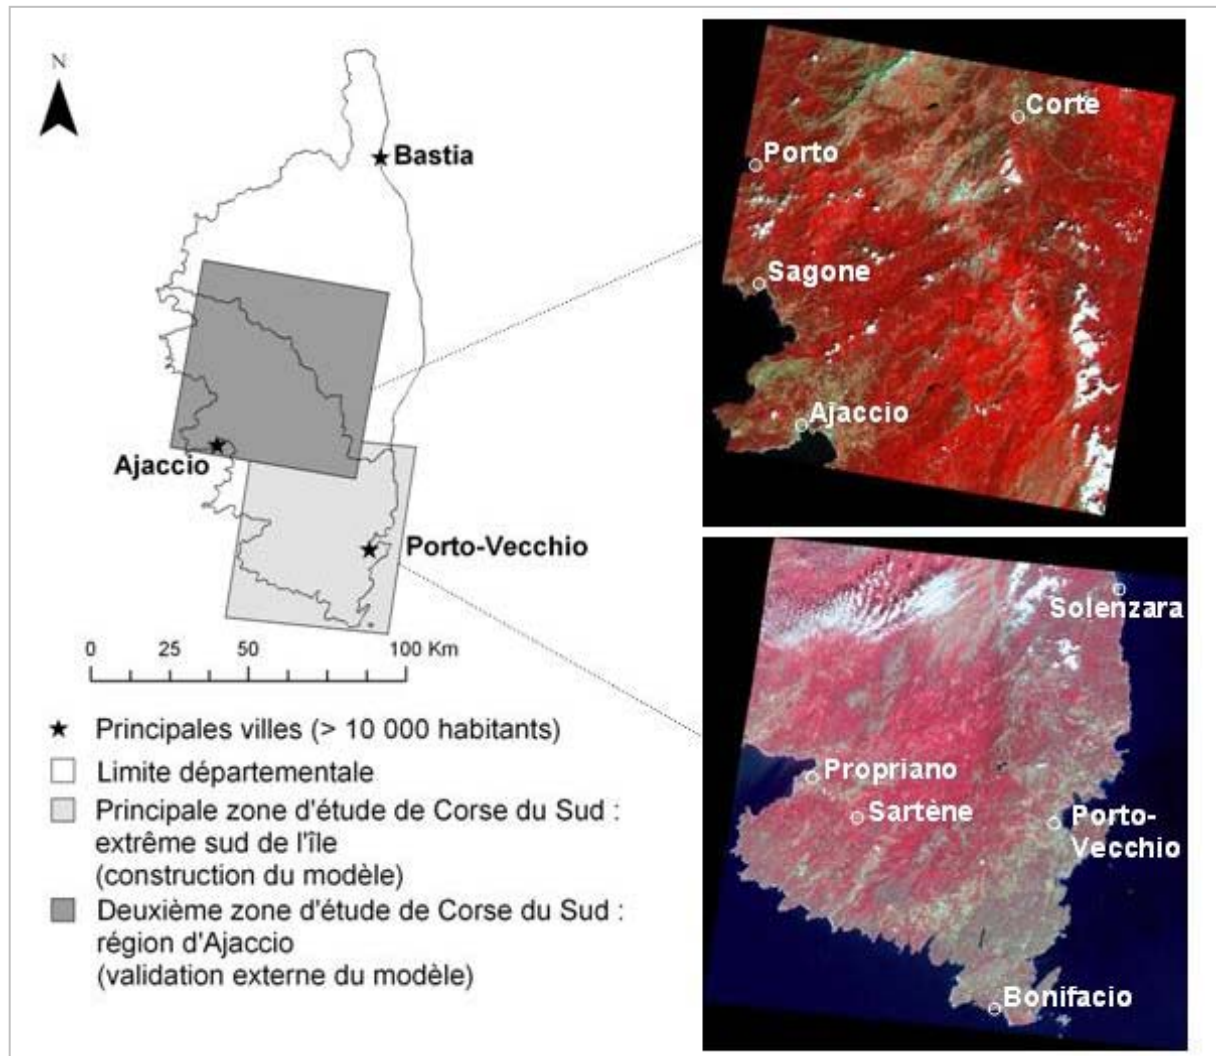 N
Bastia
Ajaccio
Porto-Vecchio
0 25 50 100 Km
Principales villes (> 10 000 habitants)
Limite départementale
Principale zone d'étude de Corse du Sud :
extrême sud de l'île
(construction du modèle)
Deuxième zone d'étude de Corse du Sud :
région d'Ajaccio
(validation externe du modèle)
Corte
Porto
Sagone
Ajaccio
Solenzara
Propriano
Sartène
Porto-
Vecchio
Bonifacio